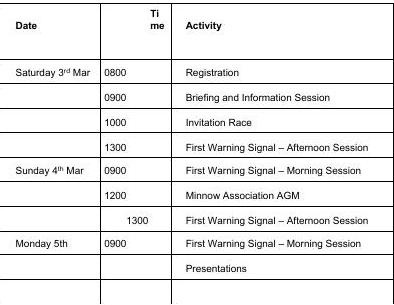 Date Time Activity
Saturday 3rd Mar 0800 Registration
0900 Briefing and Information Session
1000 Invitation Race
1300 First Warning Signal – Afternoon Session
Sunday 4th Mar 0900 First Warning Signal – Morning Session
1200 Minnow Association AGM
1300 First Warning Signal – Afternoon Session
Monday 5th 0900 First Warning Signal – Morning Session
Presentations